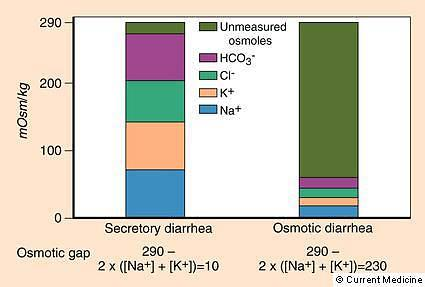 290
200
100
0
mOsm/kg
Unmeasured
osmoles
HCO₃⁻
Cl⁻
K⁺
Na⁺
Secretory diarrhea
Osmotic diarrhea
Osmotic gap
290 –
2 x ([Na⁺] + [K⁺])=10
290 –
2 x ([Na⁺] + [K⁺])=230
© Current Medicine